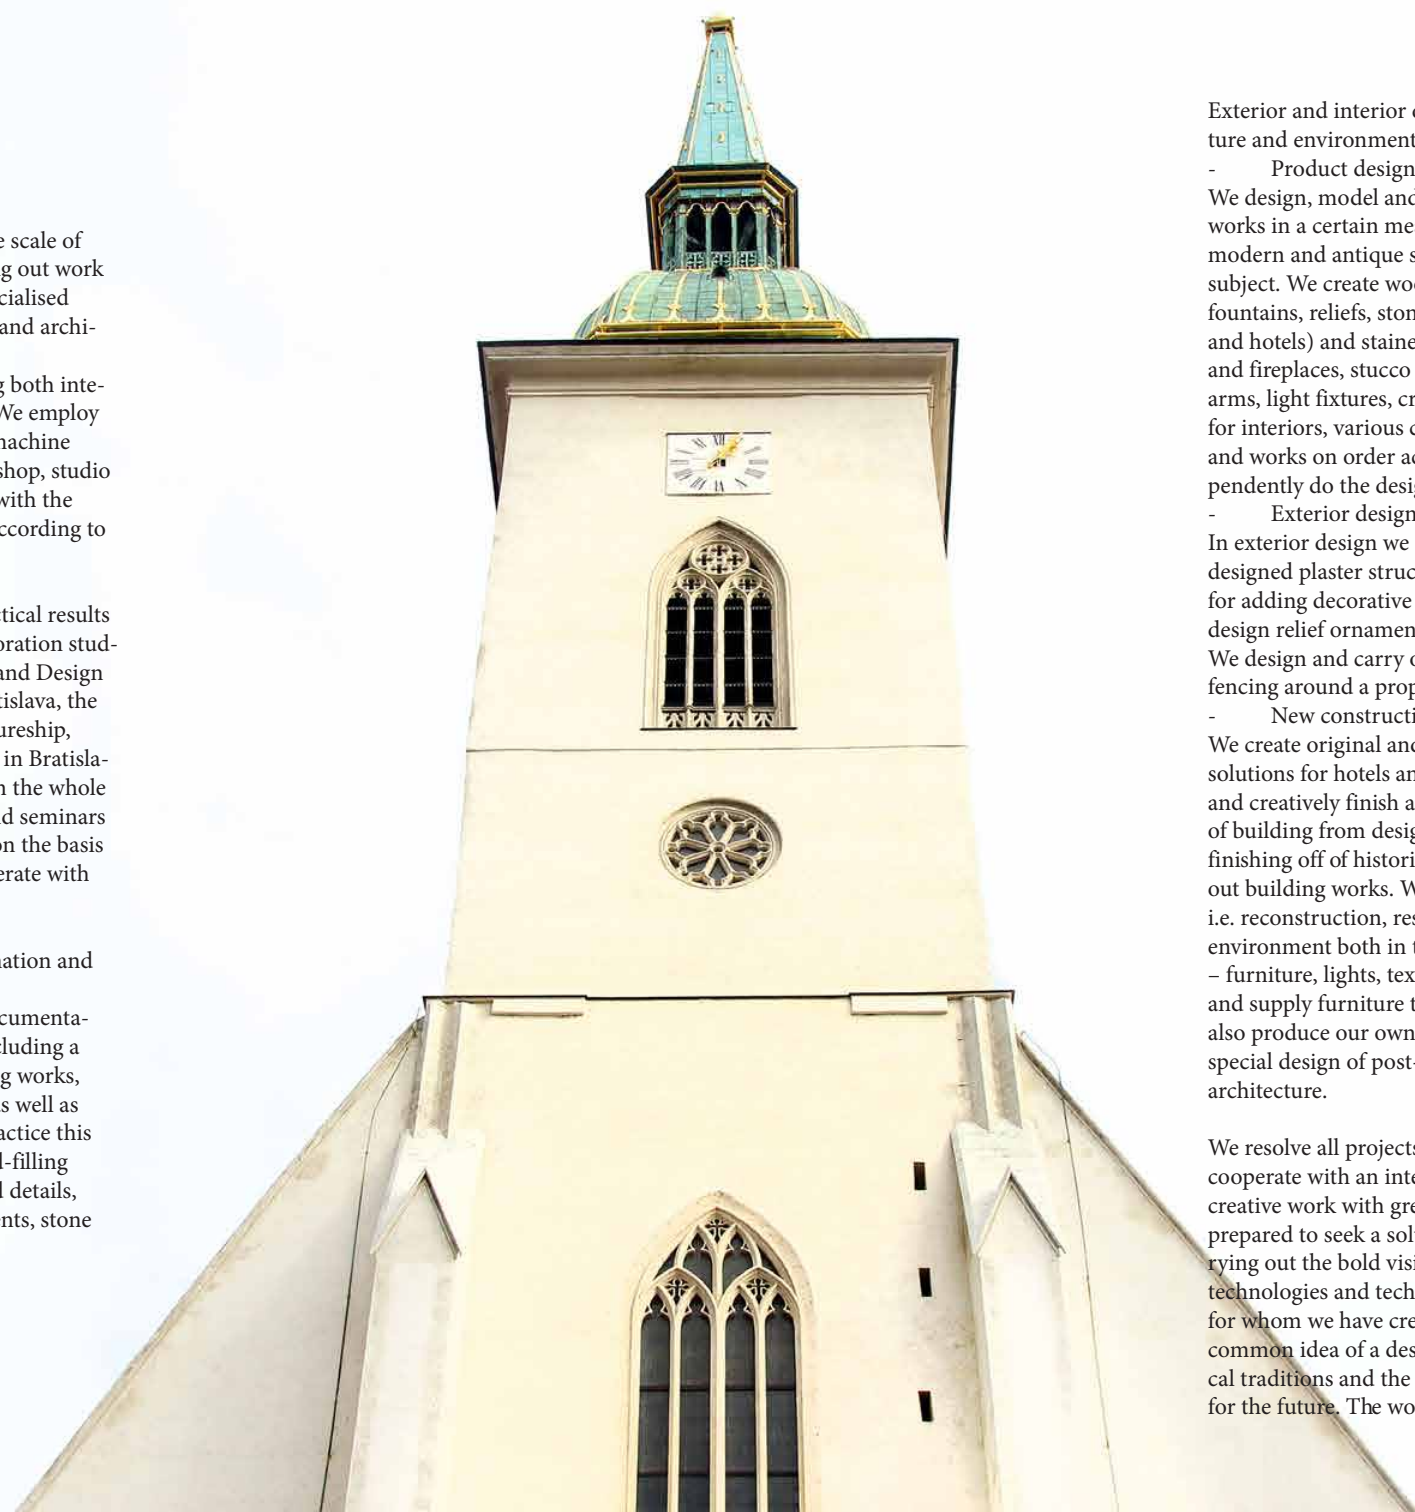 e scale of
g out work
cialised
and archi-
g both inte-
We employ
machine
shop, studio
with the
ccording to
ctical results
oration stud-
and Design
tislava, the
ureship,
in Bratisla-
n the whole
d seminars
on the basis
erate with
nation and
cumenta-
cluding a
g works,
s well as
actice this
d-filling
d details,
nts, stone
Exterior and interior
ture and environment
- Product design
We design, model and
works in a certain me
modern and antique s
subject. We create woo
fountains, reliefs, ston
and hotels) and staine
and fireplaces, stucco
arms, light fixtures, cr
for interiors, various
and works on order ac
pendently do the desig
- Exterior design
In exterior design we
designed plaster struc
for adding decorative
design relief ornamen
We design and carry o
fencing around a prop
- New constructi
We create original and
solutions for hotels an
and creatively finish a
of building from desig
finishing off of histori
out building works. W
i.e. reconstruction, res
environment both in t
– furniture, lights, tex
and supply furniture t
also produce our own
special design of post-
architecture.
We resolve all projects
cooperate with an inte
creative work with gre
prepared to seek a solu
rying out the bold visi
technologies and tech
for whom we have cre
common idea of a des
cal traditions and the
for the future. The wo